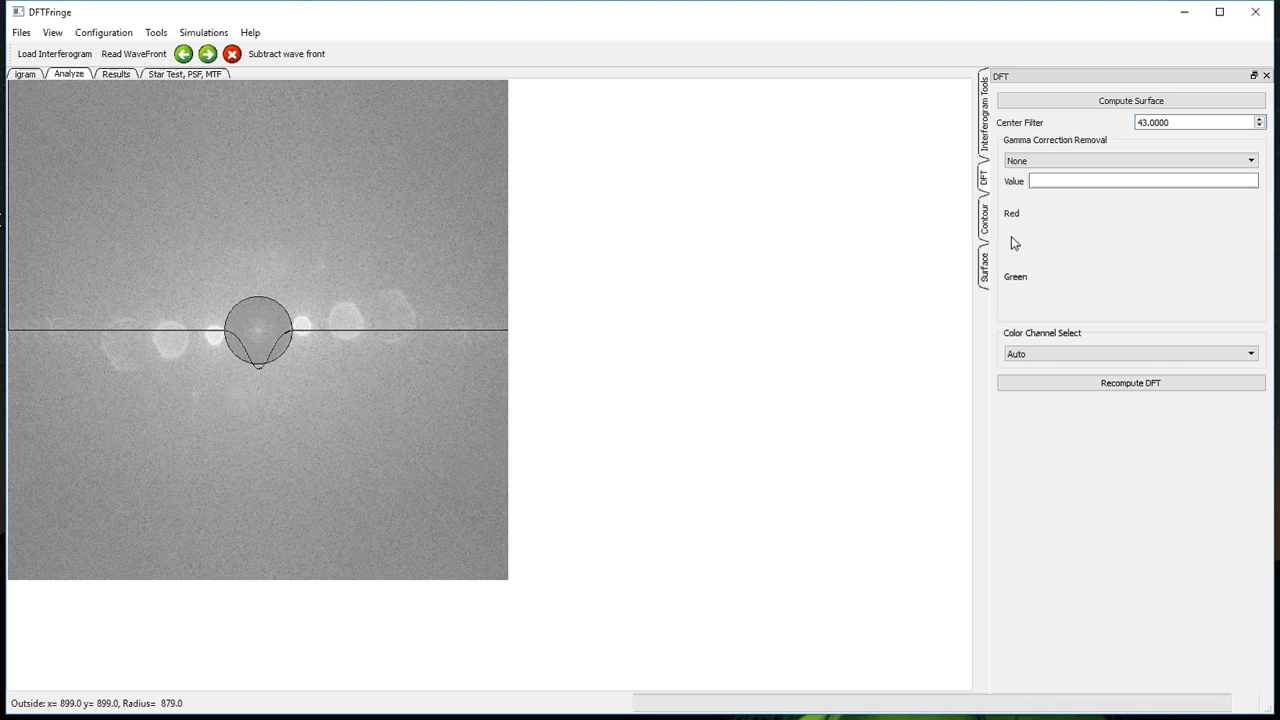 DFTFringe
Files View Configuration Tools Simulations Help
Load Interferogram Read WaveFront Subtract wave front
igram Analyze Results Star Test, PSF, MTF
DFT
Compute Surface
Center Filter 43.0000
Gamma Correction Removal
None
Value
Red
Green
Color Channel Select
Auto
Recompute DFT
Interferogram Tools
DFT
Contour
Surface
Outside: x= 899.0 y= 899.0, Radius= 879.0